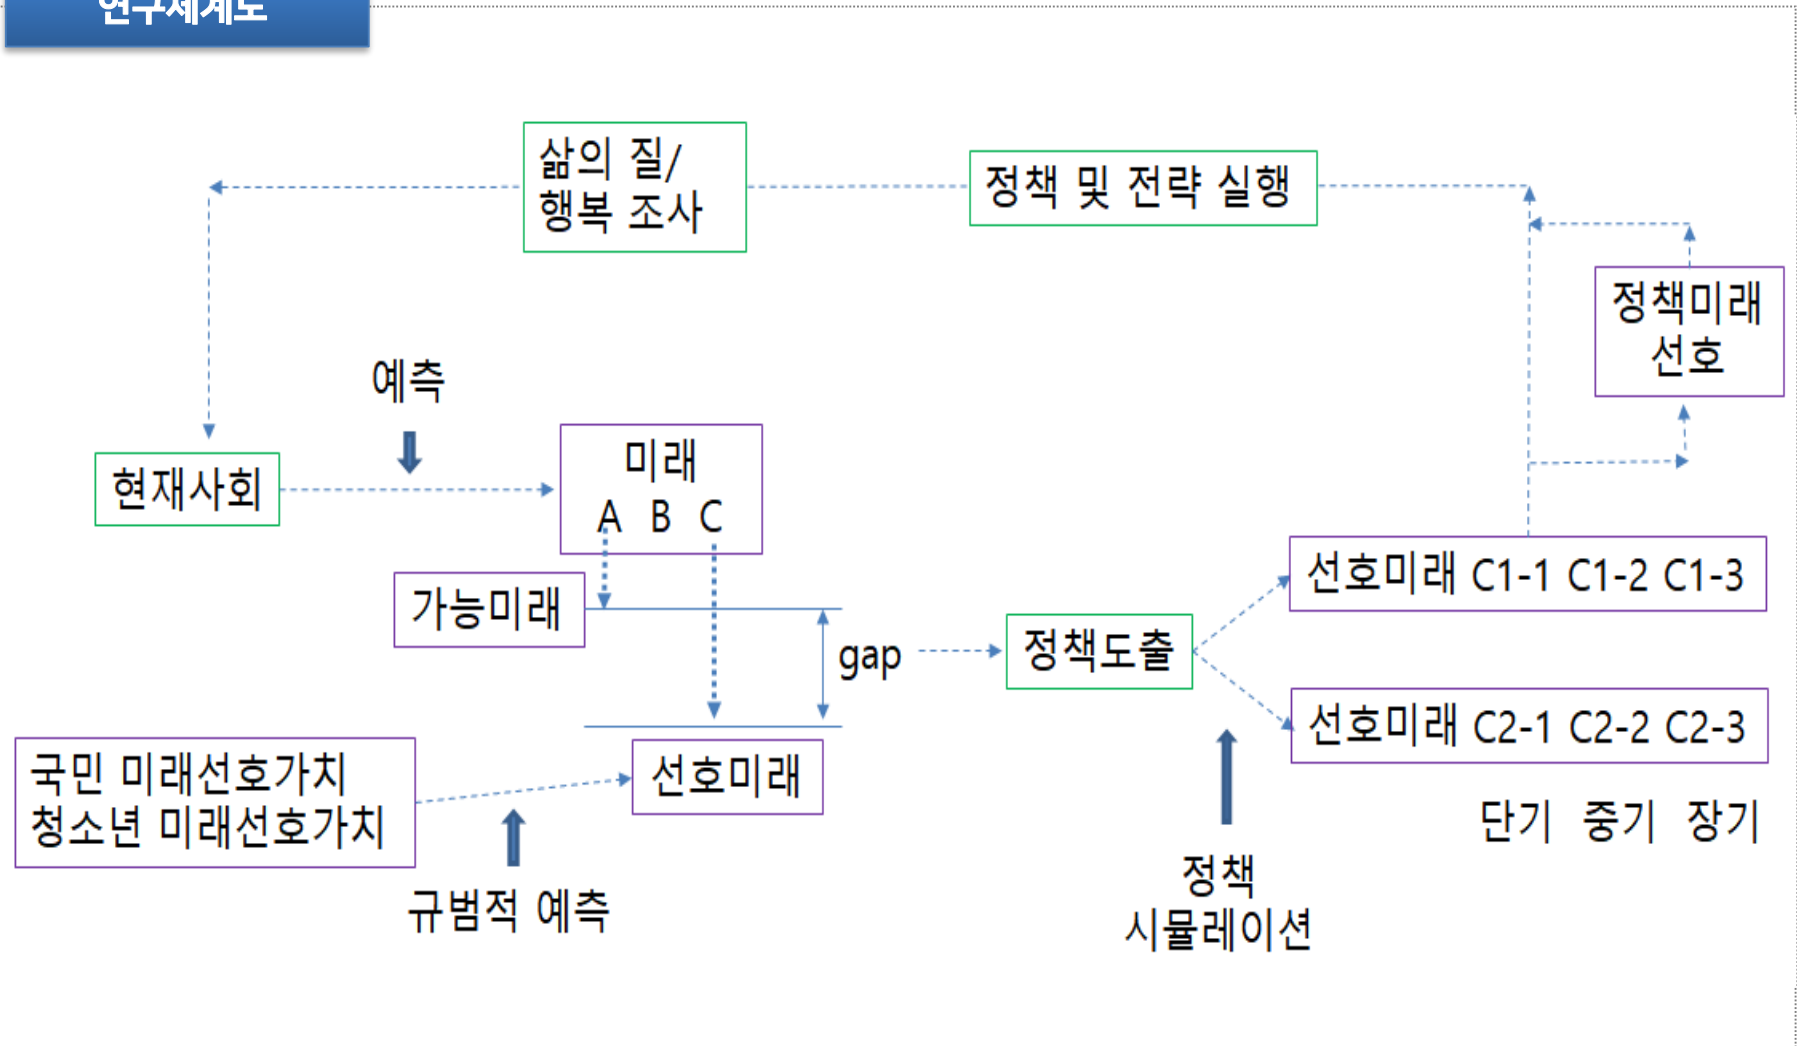 연구체계도
삶의 질/
행복 조사
정책 및 전략 실행
정책미래
선호
예측
현재사회
미래
A B C
가능미래
gap
정책도출
선호미래 C1-1 C1-2 C1-3
선호미래 C2-1 C2-2 C2-3
단기 중기 장기
국민 미래선호가치
청소년 미래선호가치
선호미래
규범적 예측
정책
시뮬레이션